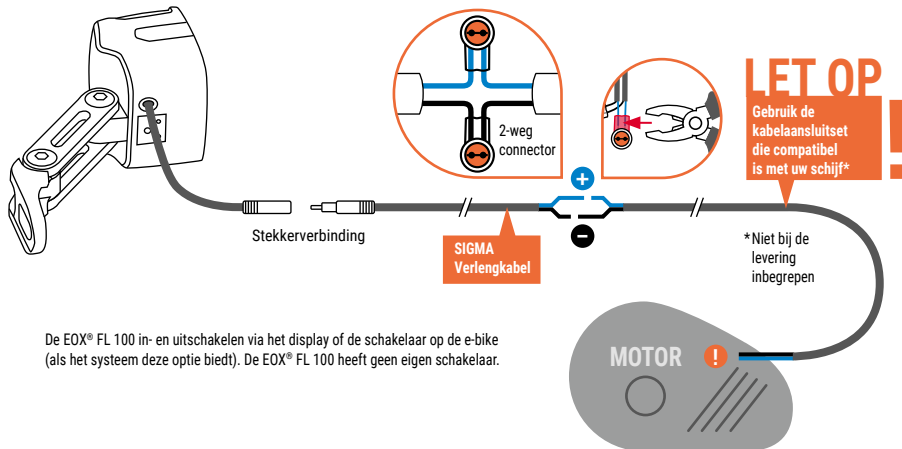 2-weg
connector
LET OP
!
Gebruik de
kabelaansluitset
die compatibel
is met uw schijf*
+
–
Stekkerverbinding
SIGMA
Verlengkabel
*Niet bij de
levering
inbegrepen
De EOX® FL 100 in- en uitschakelen via het display of de schakelaar op de e-bike
(als het systeem deze optie biedt). De EOX® FL 100 heeft geen eigen schakelaar.
MOTOR !